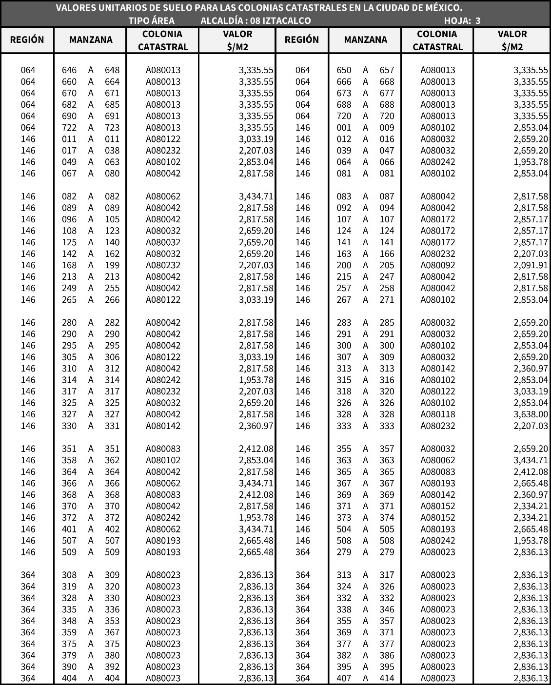 VALORES UNITARIOS DE SUELO PARA LAS COLONIAS CATASTRALES EN LA CIUDAD DE MÉXICO.
TIPO ÁREA ALCALDÍA : 08 IZTACALCO HOJA: 3
REGIÓN MANZANA COLONIA CATASTRAL VALOR $/M2 REGIÓN MANZANA COLONIA CATASTRAL VALOR $/M2
064 646 A 648 A080013 3,335.55 064 650 A 657 A080013 3,335.55
064 660 A 664 A080013 3,335.55 064 666 A 668 A080013 3,335.55
064 670 A 671 A080013 3,335.55 064 673 A 677 A080013 3,335.55
064 682 A 685 A080013 3,335.55 064 688 A 688 A080013 3,335.55
064 690 A 691 A080013 3,335.55 064 720 A 720 A080013 3,335.55
064 722 A 723 A080013 3,335.55 146 001 A 009 A080102 2,853.04
146 011 A 011 A080122 3,033.19 146 012 A 016 A080032 2,659.20
146 017 A 038 A080232 2,207.03 146 039 A 047 A080032 2,659.20
146 049 A 063 A080102 2,853.04 146 064 A 066 A080242 1,953.78
146 067 A 080 A080042 2,817.58 146 081 A 081 A080102 2,853.04
146 082 A 082 A080062 3,434.71 146 083 A 087 A080042 2,817.58
146 089 A 089 A080042 2,817.58 146 092 A 094 A080042 2,817.58
146 096 A 105 A080042 2,817.58 146 107 A 107 A080172 2,857.17
146 108 A 123 A080032 2,659.20 146 124 A 124 A080172 2,857.17
146 125 A 140 A080032 2,659.20 146 141 A 141 A080172 2,857.17
146 142 A 162 A080032 2,659.20 146 163 A 166 A080232 2,207.03
146 168 A 199 A080232 2,207.03 146 200 A 205 A080092 2,091.91
146 213 A 213 A080042 2,817.58 146 215 A 247 A080042 2,817.58
146 249 A 255 A080042 2,817.58 146 257 A 258 A080042 2,817.58
146 265 A 266 A080122 3,033.19 146 267 A 271 A080102 2,853.04
146 280 A 282 A080042 2,817.58 146 283 A 285 A080032 2,659.20
146 290 A 290 A080042 2,817.58 146 291 A 291 A080032 2,659.20
146 295 A 295 A080042 2,817.58 146 300 A 300 A080102 2,853.04
146 305 A 306 A080122 3,033.19 146 307 A 309 A080032 2,659.20
146 310 A 312 A080042 2,817.58 146 313 A 313 A080142 2,360.97
146 314 A 314 A080242 1,953.78 146 315 A 316 A080102 2,853.04
146 317 A 317 A080232 2,207.03 146 318 A 320 A080122 3,033.19
146 325 A 325 A080032 2,659.20 146 326 A 326 A080102 2,853.04
146 327 A 327 A080042 2,817.58 146 328 A 328 A080118 3,638.00
146 330 A 331 A080142 2,360.97 146 333 A 333 A080232 2,207.03
146 351 A 351 A080083 2,412.08 146 355 A 357 A080032 2,659.20
146 358 A 362 A080102 2,853.04 146 363 A 363 A080062 3,434.71
146 364 A 364 A080042 2,817.58 146 365 A 365 A080083 2,412.08
146 366 A 366 A080062 3,434.71 146 367 A 367 A080193 2,665.48
146 368 A 368 A080083 2,412.08 146 369 A 369 A080142 2,360.97
146 370 A 370 A080042 2,817.58 146 371 A 371 A080152 2,334.21
146 372 A 372 A080242 1,953.78 146 373 A 374 A080152 2,334.21
146 401 A 402 A080062 3,434.71 146 504 A 505 A080193 2,665.48
146 507 A 507 A080193 2,665.48 146 508 A 508 A080242 1,953.78
146 509 A 509 A080193 2,665.48 364 279 A 279 A080023 2,836.13
364 308 A 309 A080023 2,836.13 364 313 A 317 A080023 2,836.13
364 319 A 320 A080023 2,836.13 364 324 A 326 A080023 2,836.13
364 328 A 330 A080023 2,836.13 364 332 A 332 A080023 2,836.13
364 335 A 336 A080023 2,836.13 364 338 A 346 A080023 2,836.13
364 348 A 353 A080023 2,836.13 364 355 A 357 A080023 2,836.13
364 359 A 367 A080023 2,836.13 364 369 A 371 A080023 2,836.13
364 375 A 375 A080023 2,836.13 364 377 A 377 A080023 2,836.13
364 379 A 380 A080023 2,836.13 364 382 A 386 A080023 2,836.13
364 390 A 392 A080023 2,836.13 364 395 A 395 A080023 2,836.13
364 404 A 404 A080023 2,836.13 364 407 A 414 A080023 2,836.13